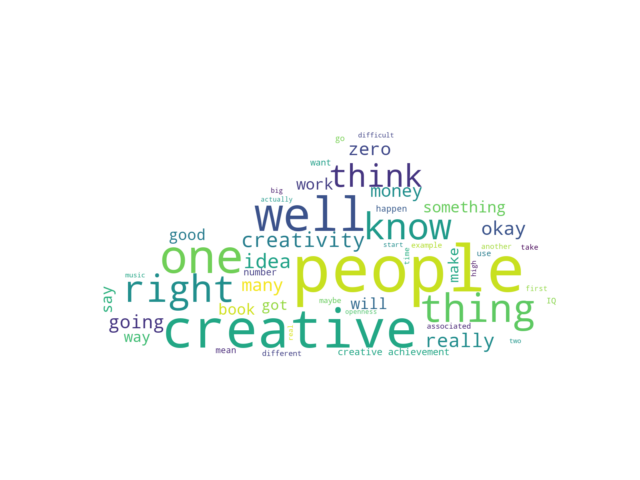 difficult
go
zero
want
think
work
money
big
actually
well
happen
something
know
okay
good
creativity
start
example
another
take
one
idea
people
time
make
use
number
high
music
right
many
first
say
book
got
maybe
will
thing
IQ
openness
going
creative
associated
way
real
really
two
mean
different
creative achievement